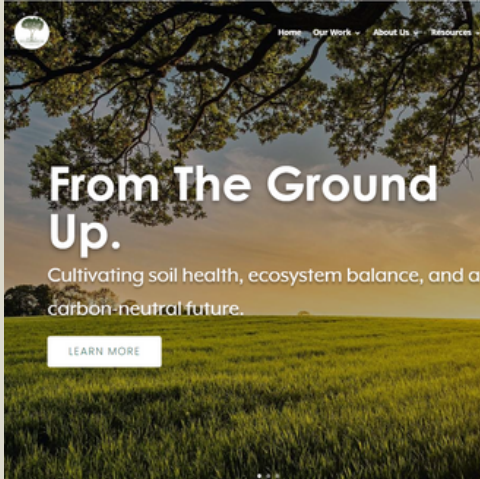 Home Our Work About Us Resources
From The Ground
Up.
Cultivating soil health, ecosystem balance, and a
carbon-neutral future.
LEARN MORE